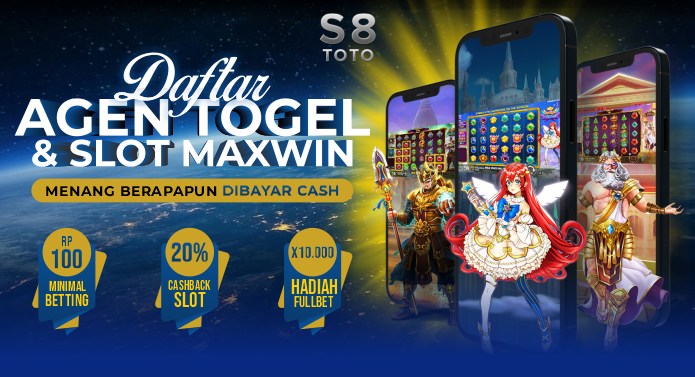 S8
TOTO
Daftar
AGEN TOGEL
& SLOT MAXWIN
MENANG BERAPAPUN DIBAYAR CASH
RP
100
MINIMAL
BETTING
20%
CASHBACK
SLOT
X10.000
HADIAH
FULLBET